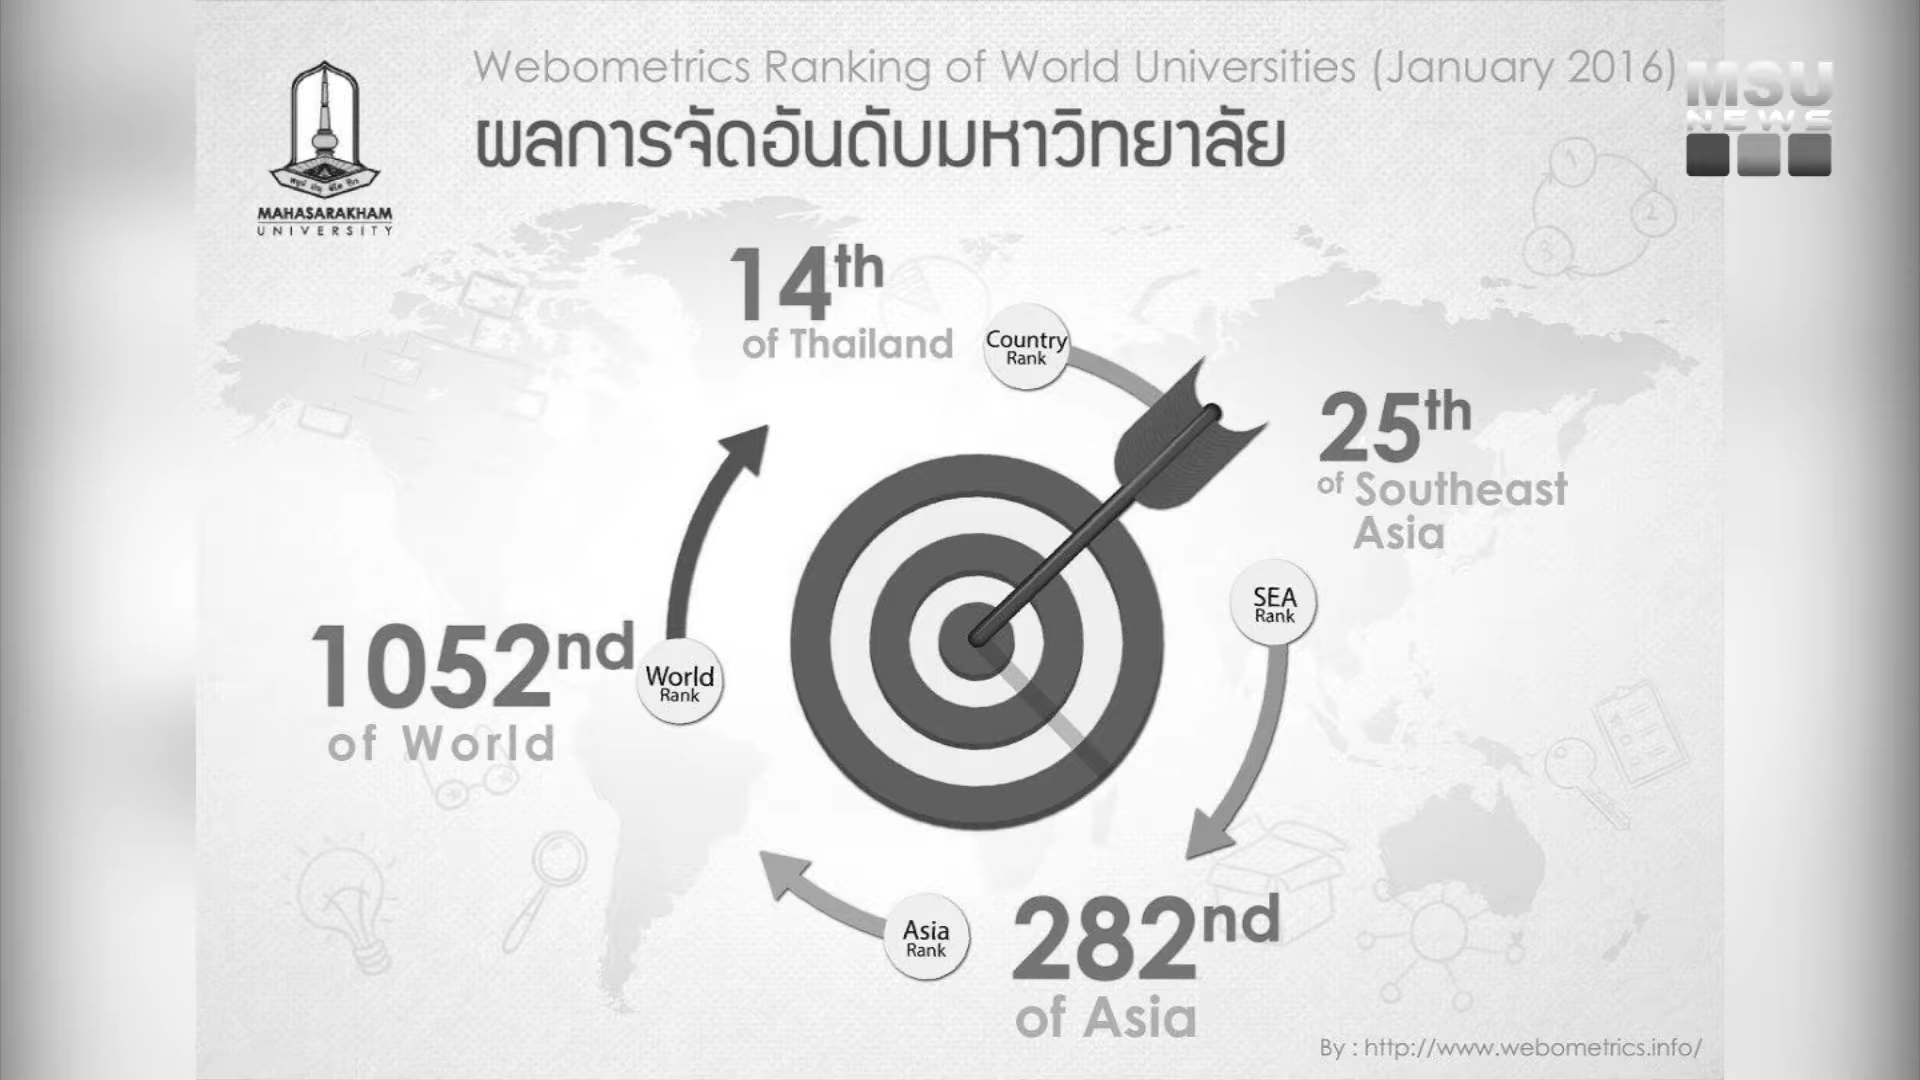 Webometrics Ranking of World Universities (January 2016)
ผลการจัดอันดับมหาวิทยาลัย
MSU
NEWS
MAHASARAKHAM
UNIVERSITY
14th
of Thailand
Country
Rank
25th
of Southeast
Asia
SEA
Rank
1052nd
of World
World
Rank
282nd
of Asia
Asia
Rank
1
2
3
By : http://www.webometrics.info/